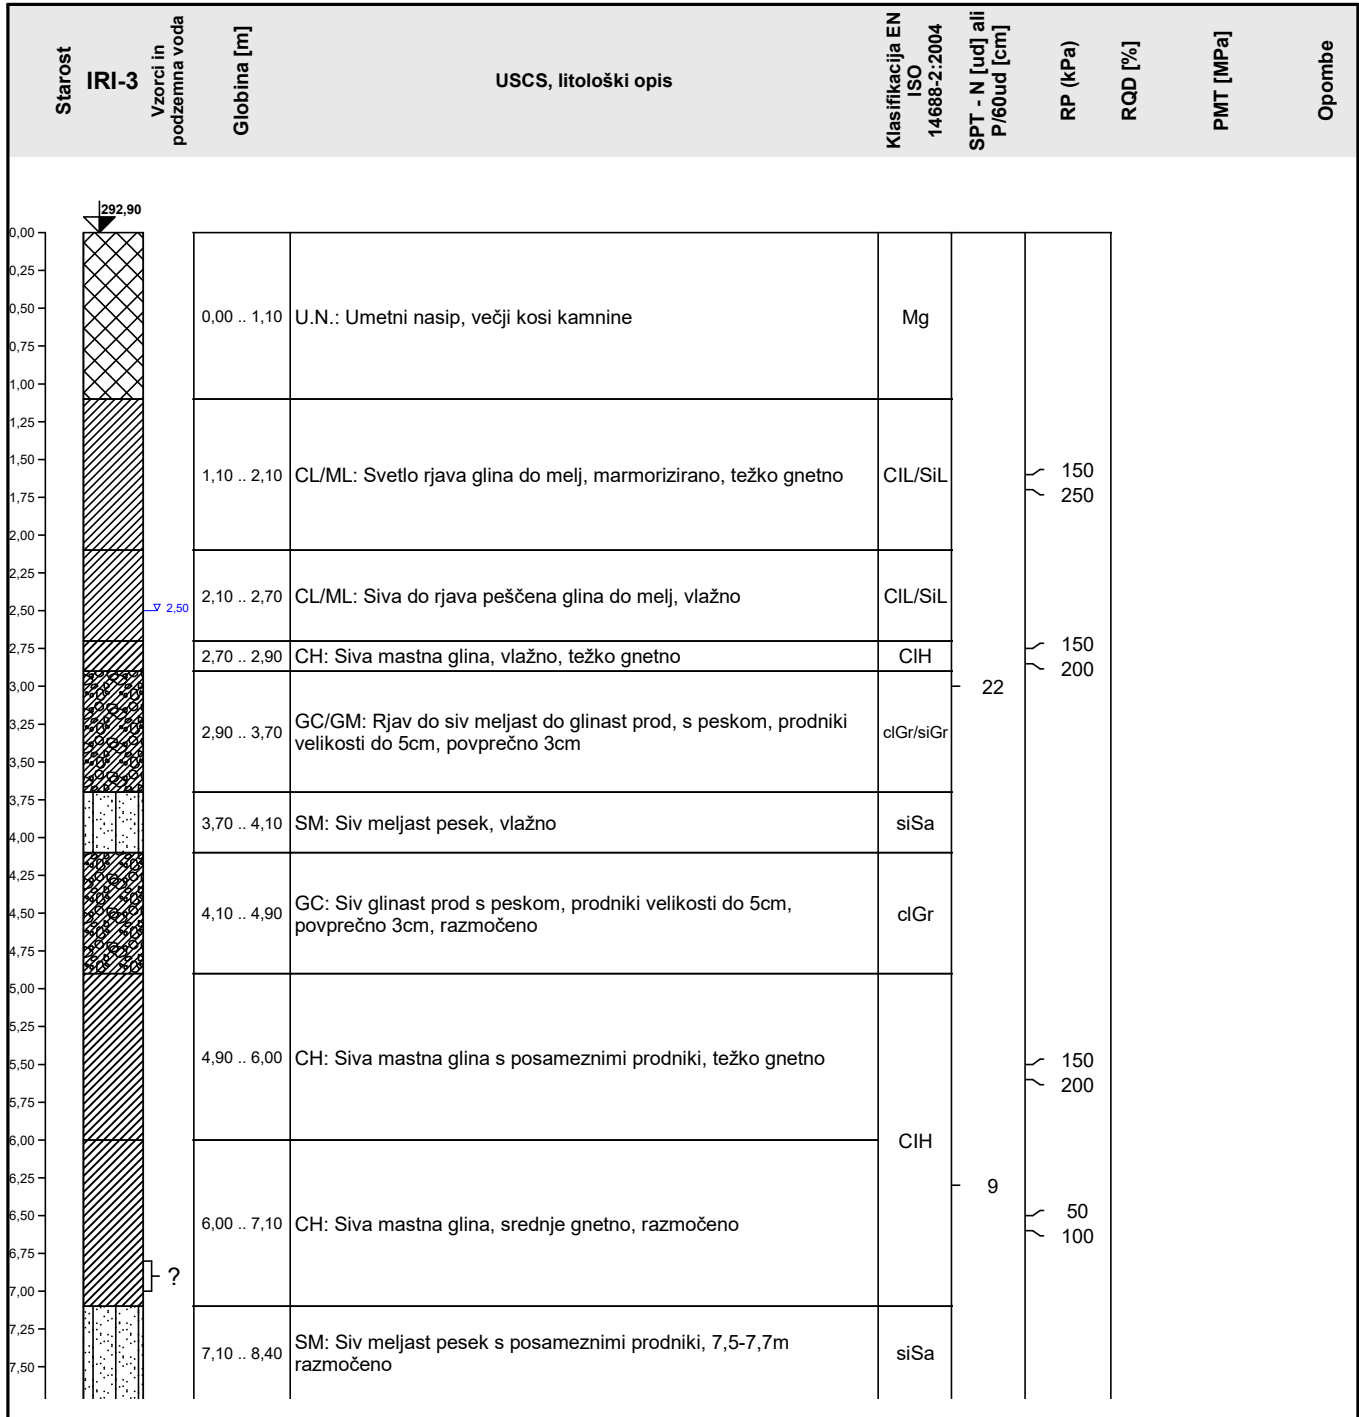 Starost
IRI-3
Vzorci in
podzemna voda
Globina [m]
USCS, litološki opis
Klasifikacija EN
ISO
14688-2:2004
SPT - N [ud] ali
P/60ud [cm]
RP (kPa)
RQD [%]
PMT [MPa]
Opombe
292,90
0,00
0,25
0,50
0,75
1,00
1,25
1,50
1,75
2,00
2,25
2,50
2,75
3,00
3,25
3,50
3,75
4,00
4,25
4,50
4,75
5,00
5,25
5,50
5,75
6,00
6,25
6,50
6,75
7,00
7,25
7,50
2,50
?
0,00 .. 1,10 U.N.: Umetni nasip, večji kosi kamnine Mg
1,10 .. 2,10 CL/ML: Svetlo rjava glina do melj, marmorizirano, težko gnetno ClL/SiL
150
250
2,10 .. 2,70 CL/ML: Siva do rjava peščena glina do melj, vlažno ClL/SiL
2,70 .. 2,90 CH: Siva mastna glina, vlažno, težko gnetno ClH
150
200
22
2,90 .. 3,70 GC/GM: Rjav do siv meljast do glinast prod, s peskom, prodniki
velikosti do 5cm, povprečno 3cm
clGr/siGr
3,70 .. 4,10 SM: Siv meljast pesek, vlažno siSa
4,10 .. 4,90 GC: Siv glinast prod s peskom, prodniki velikosti do 5cm,
povprečno 3cm, razmočeno
clGr
4,90 .. 6,00 CH: Siva mastna glina s posameznimi prodniki, težko gnetno
150
200
ClH
9
6,00 .. 7,10 CH: Siva mastna glina, srednje gnetno, razmočeno
50
100
7,10 .. 8,40 SM: Siv meljast pesek s posameznimi prodniki, 7,5-7,7m
razmočeno
siSa